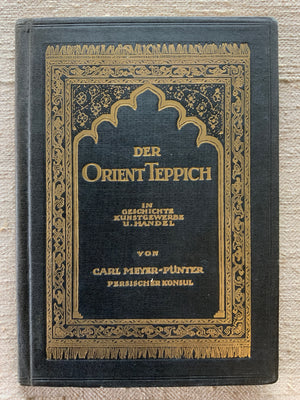 DER
ORIENT TEPPICH
IN
GESCHICHTE
KUNSTGEWERBE
U. HANDEL
VON
CARL MEYER-PÜNTER
PERSISCHER KONSUL